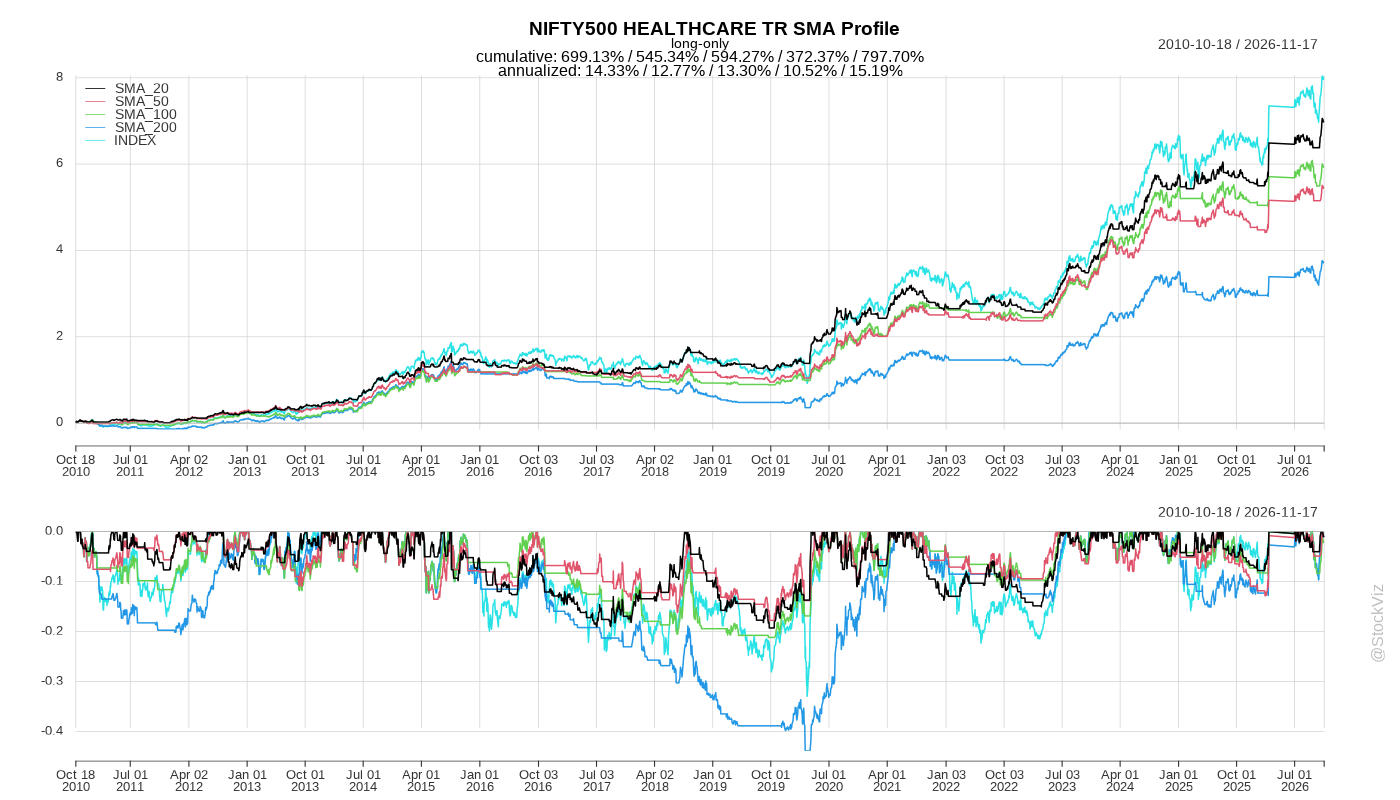 NIFTY500 HEALTHCARE TR SMA Profile
long-only
2010-10-18 / 2026-11-17
cumulative: 699.13% / 545.34% / 594.27% / 372.37% / 797.70%
annualized: 14.33% / 12.77% / 13.30% / 10.52% / 15.19%
8
SMA_20
SMA_50
SMA_100
SMA_200
INDEX
6
4
2
0
Oct 18 Jul 01 Apr 02 Jan 01 Oct 01 Jul 01 Apr 01 Jan 01 Oct 03 Jul 03 Apr 02 Jan 01 Oct 01 Jul 01 Apr 01 Jan 03 Oct 03 Jul 03 Apr 01 Jan 01 Oct 01 Jul 01
2010 2011 2012 2013 2013 2014 2015 2016 2016 2017 2018 2019 2019 2020 2021 2022 2022 2023 2024 2025 2025 2026
2010-10-18 / 2026-11-17
0.0
-0.1
-0.2
-0.3
-0.4
@StockViz
Oct 18 Jul 01 Apr 02 Jan 01 Oct 01 Jul 01 Apr 01 Jan 01 Oct 03 Jul 03 Apr 02 Jan 01 Oct 01 Jul 01 Apr 01 Jan 03 Oct 03 Jul 03 Apr 01 Jan 01 Oct 01 Jul 01
2010 2011 2012 2013 2013 2014 2015 2016 2016 2017 2018 2019 2019 2020 2021 2022 2022 2023 2024 2025 2025 2026